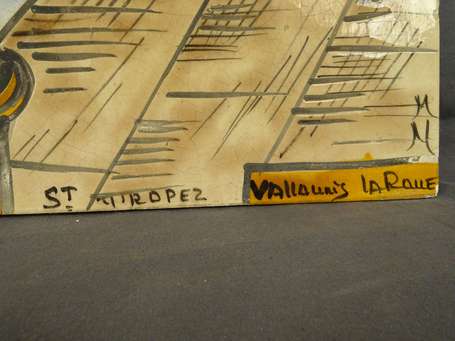 ST TROPEZ
VALLAURIS LA ROUE